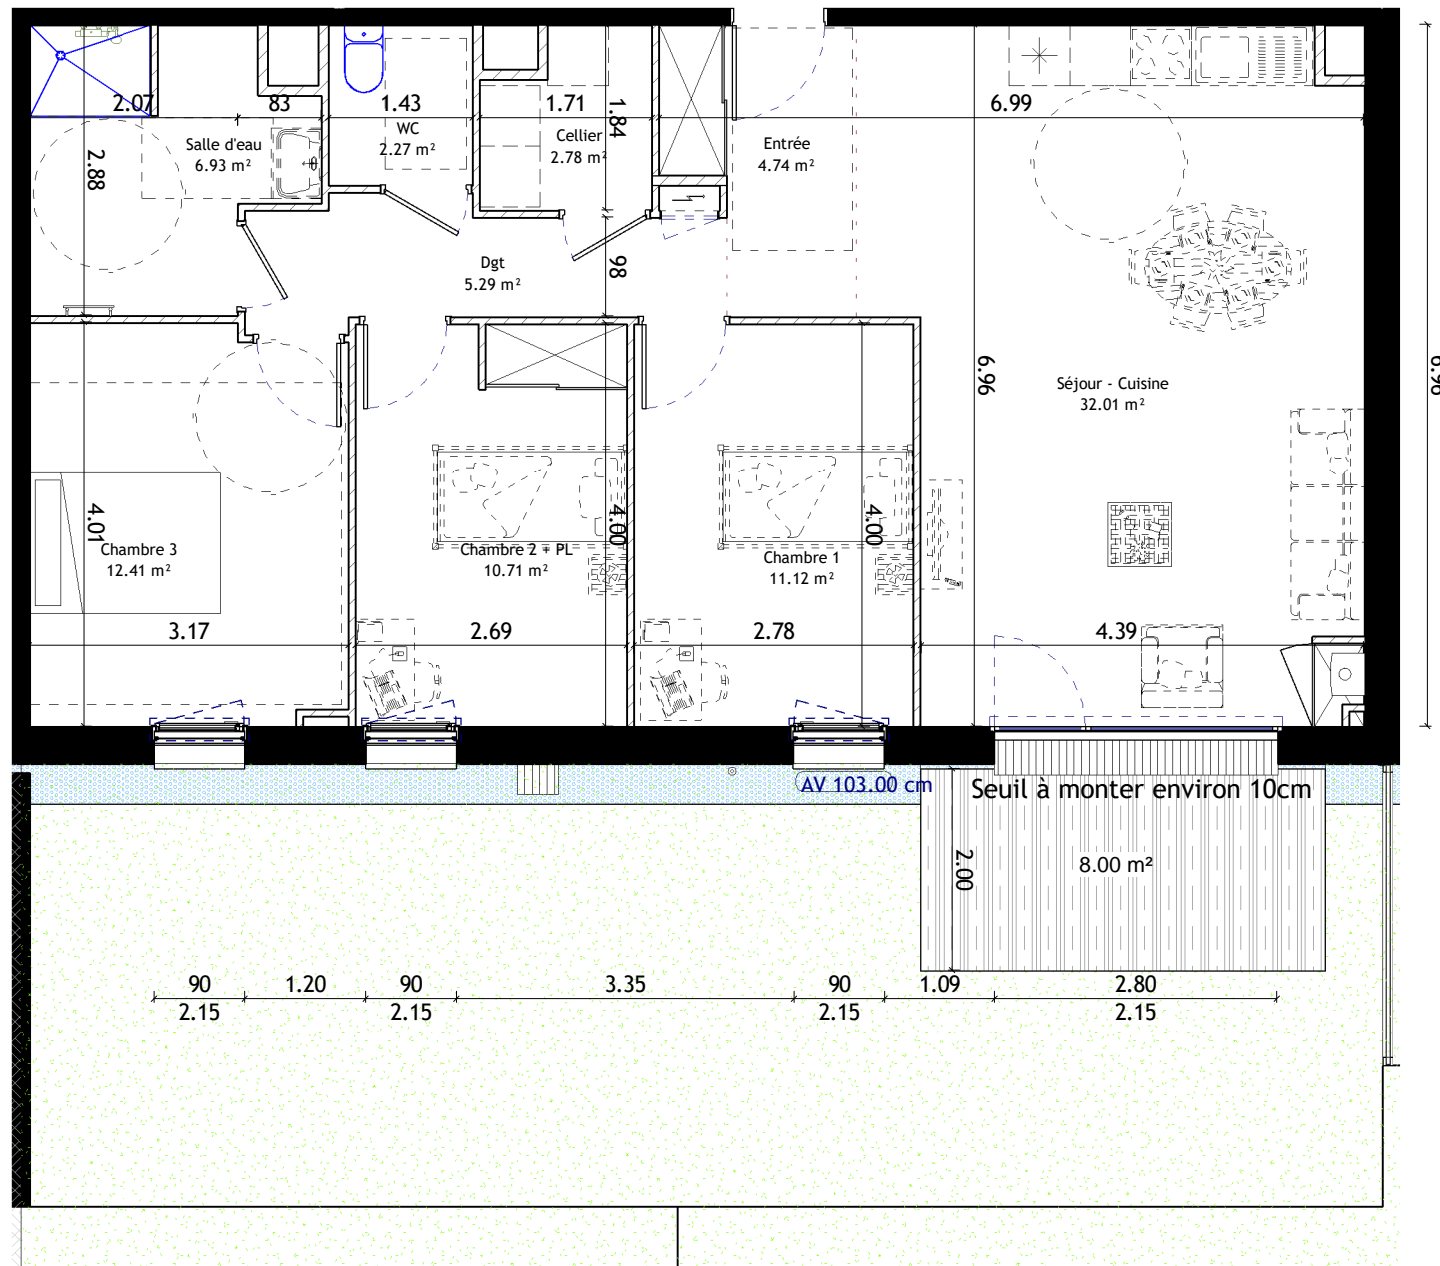 2.07
83
1.43
1.71
1.84
6.99
WC
2.27 m²
Cellier
2.78 m²
Salle d'eau
6.93 m²
Entrée
4.74 m²
2.88
Dgt
5.29 m²
98
6.96
6.96
Séjour - Cuisine
32.01 m²
4.01
4.00
4.00
Chambre 3
12.41 m²
Chambre 2 + PL
10.71 m²
Chambre 1
11.12 m²
3.17
2.69
2.78
4.39
AV 103.00 cm
Seuil à monter environ 10cm
2.00
8.00 m²
90
1.20
90
3.35
90
1.09
2.80
2.15
2.15
2.15
2.15